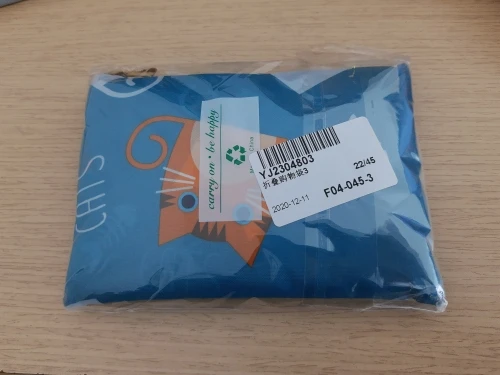 CATS
carry on • be happy
YJ2304803
折叠购物袋3
22/45
2020-12-11
F04-045-3